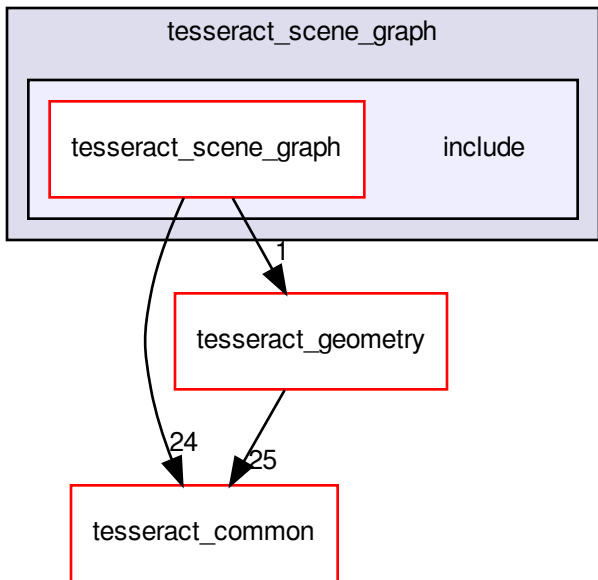 tesseract_scene_graph
tesseract_scene_graph
include
1
tesseract_geometry
24
25
tesseract_common